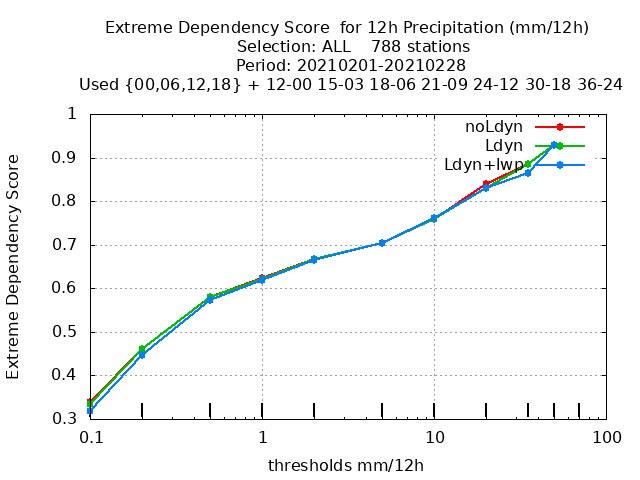 Extreme Dependency Score  for 12h Precipitation (mm/12h)
Selection: ALL    788 stations
Period: 20210201-20210228
Used {00,06,12,18} + 12-00 15-03 18-06 21-09 24-12 30-18 36-24
noLdyn
Ldyn
Ldyn+lwp
Extreme Dependency Score
1
0.9
0.8
0.7
0.6
0.5
0.4
0.3
0.1 1 10 100
thresholds mm/12h